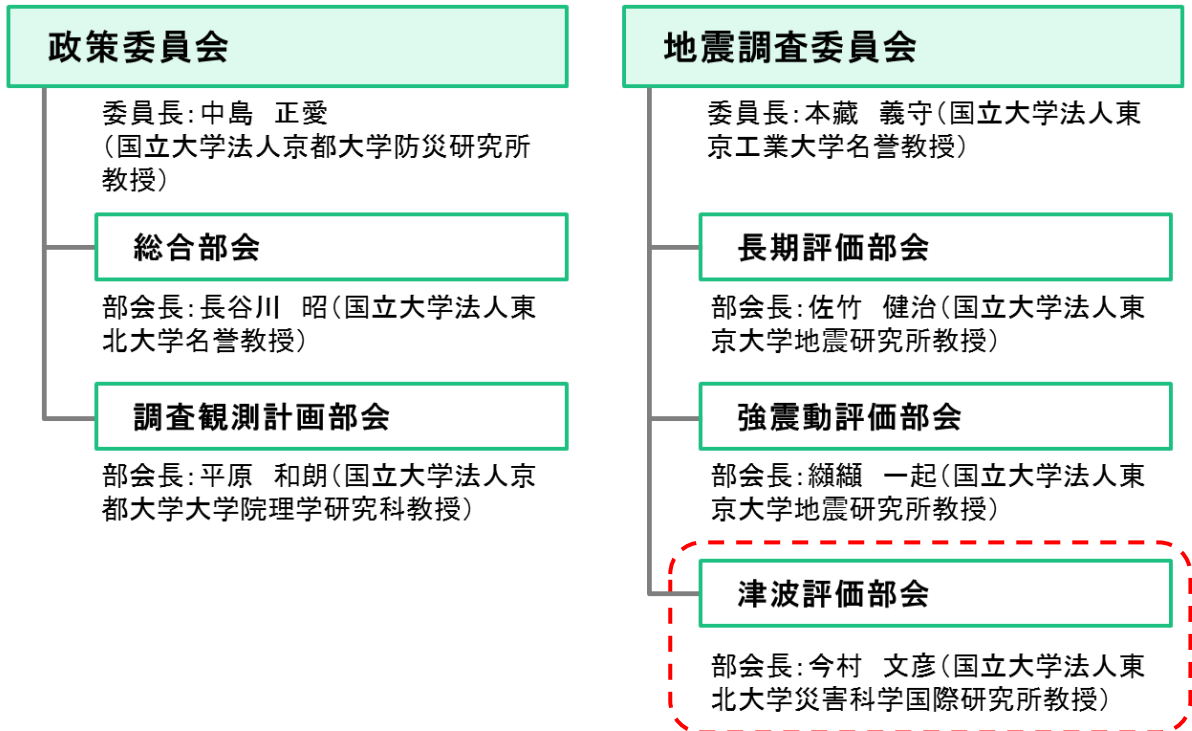 政策委員会
委員長：中島　正愛
（国立大学法人京都大学防災研究所
教授）
総合部会
部会長：長谷川　昭（国立大学法人東
北大学名誉教授）
調査観測計画部会
部会長：平原　和朗（国立大学法人京
都大学大学院理学研究科教授）
地震調査委員会
委員長：本藏　義守（国立大学法人東
京工業大学名誉教授）
長期評価部会
部会長：佐竹　健治（国立大学法人東
京大学地震研究所教授）
強震動評価部会
部会長：纐纈　一起（国立大学法人東
京大学地震研究所教授）
津波評価部会
部会長：今村　文彦（国立大学法人東
北大学災害科学国際研究所教授）